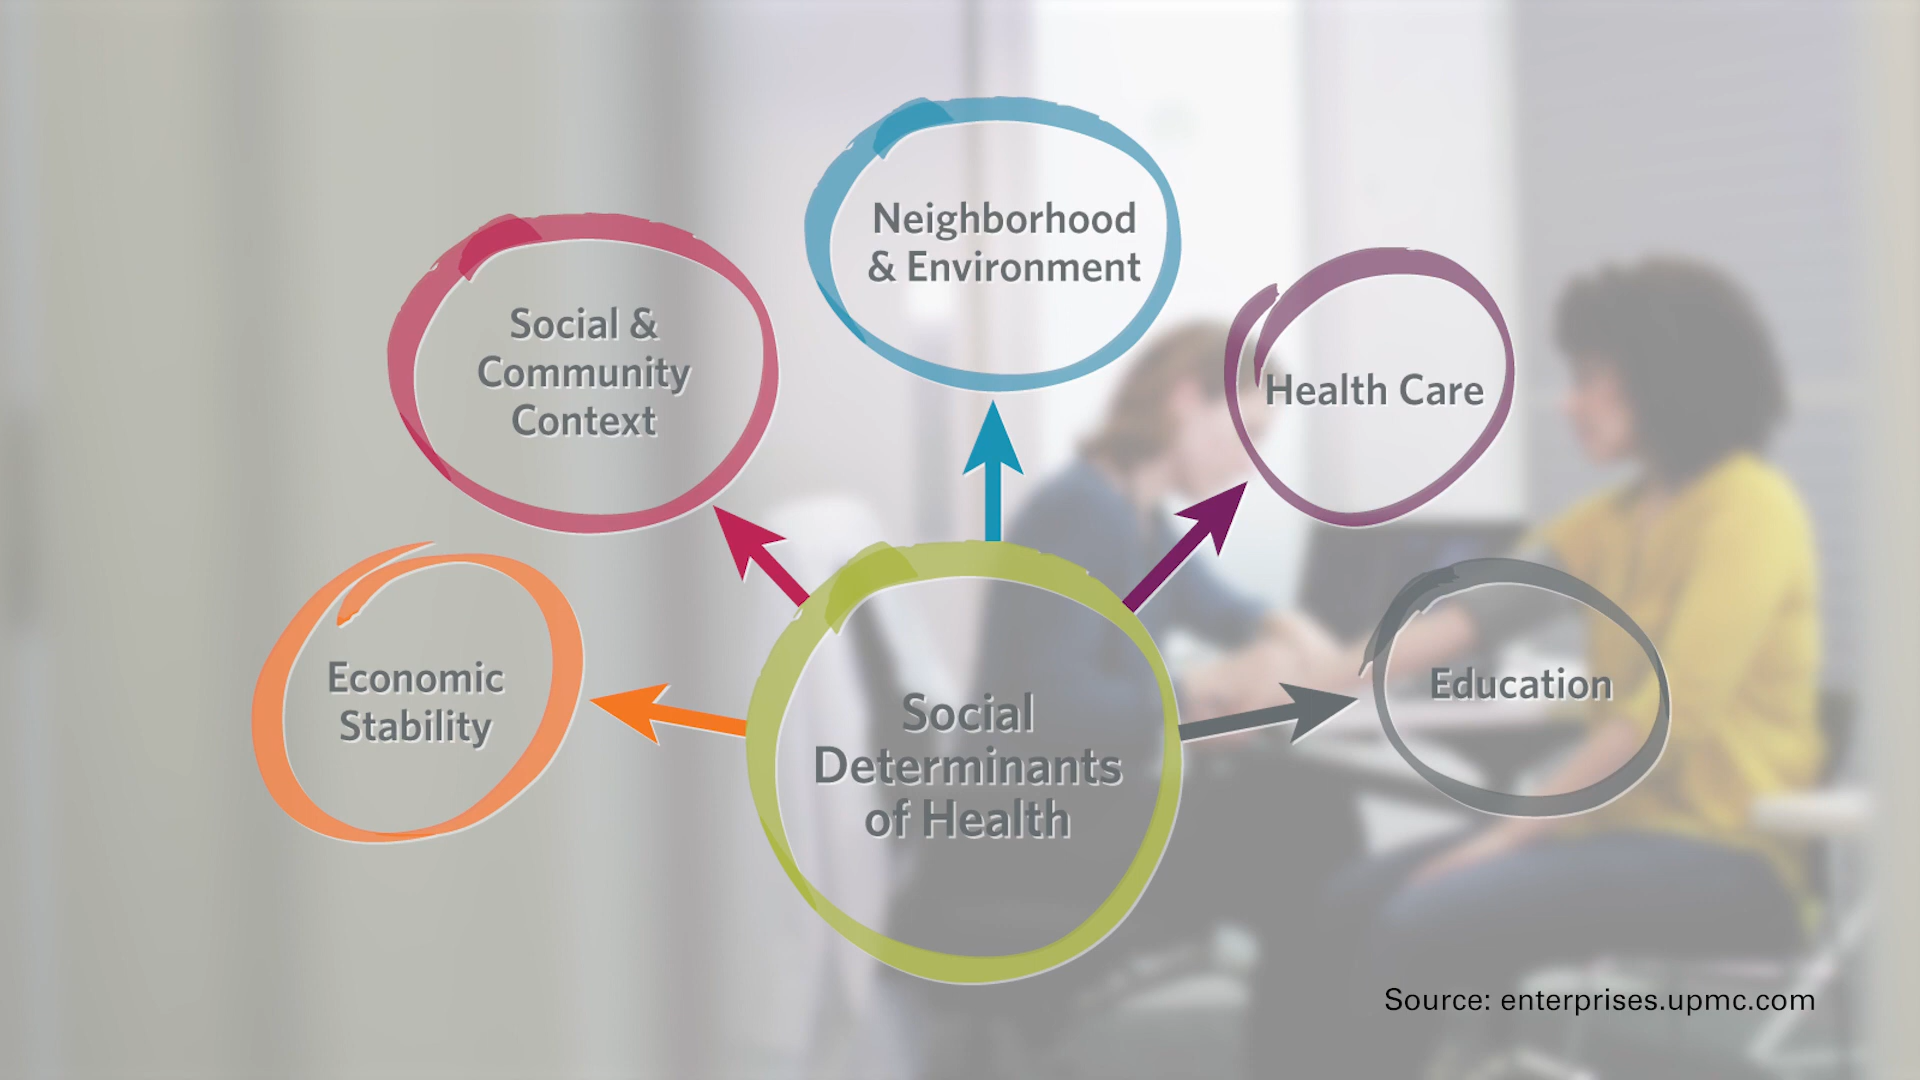 Neighborhood
& Environment
Social &
Community
Context
Health Care
Economic
Stability
Education
Social
Determinants
of Health
Source: enterprises.upmc.com